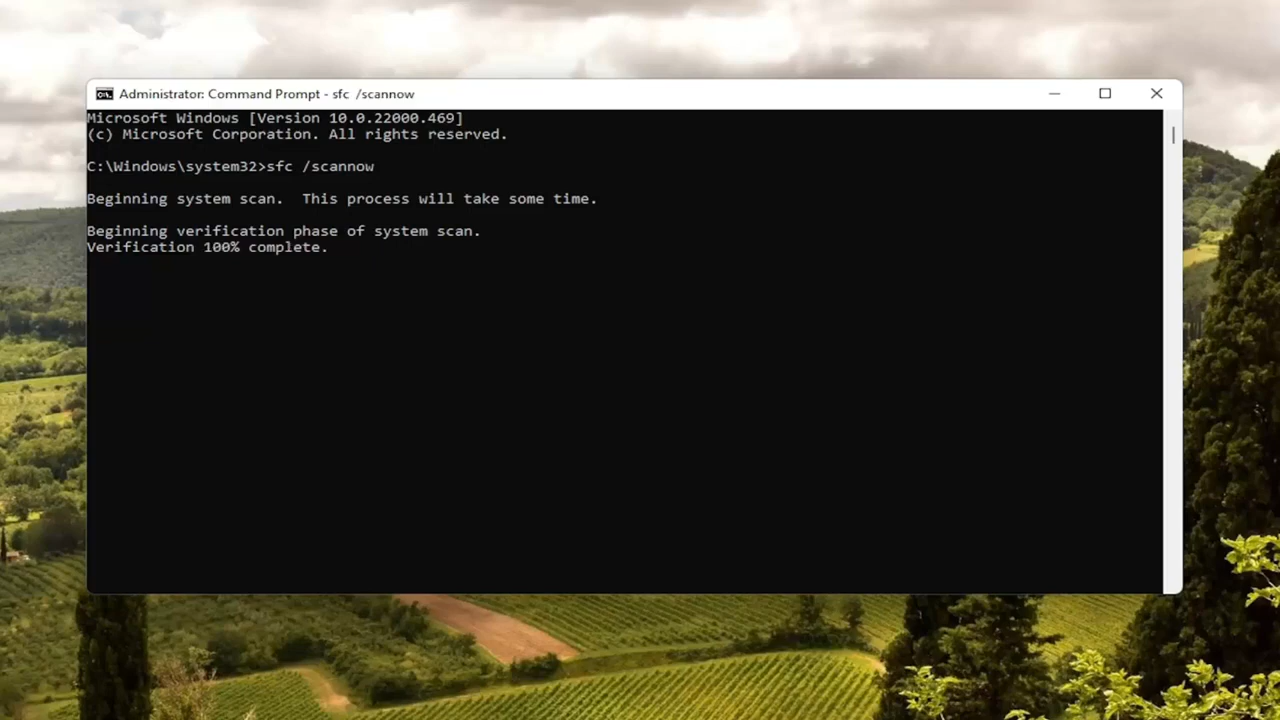 Administrator: Command Prompt - sfc /scannow
Microsoft Windows [Version 10.0.22000.469]
(c) Microsoft Corporation. All rights reserved.
C:\Windows\system32>sfc /scannow
Beginning system scan.  This process will take some time.
Beginning verification phase of system scan.
Verification 100% complete.